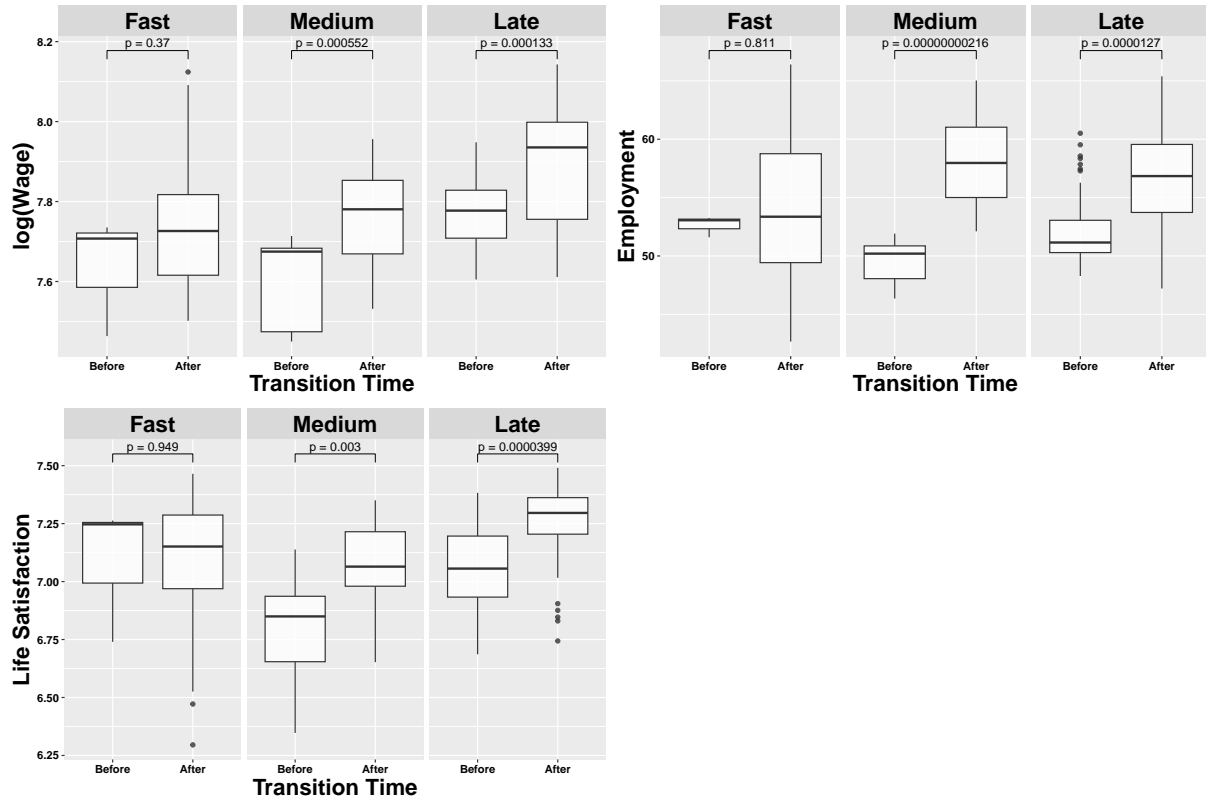 Fast Medium Late
p = 0.37 p = 0.000552 p = 0.000133
8.2
8.0
7.8
7.6
log(Wage)
Before After Before After Before After
Transition Time
Fast Medium Late
p = 0.811 p = 0.00000000216 p = 0.0000127
60
50
Employment
Before After Before After Before After
Transition Time
Fast Medium Late
p = 0.949 p = 0.003 p = 0.0000399
7.50
7.25
7.00
6.75
6.50
6.25
Life Satisfaction
Before After Before After Before After
Transition Time